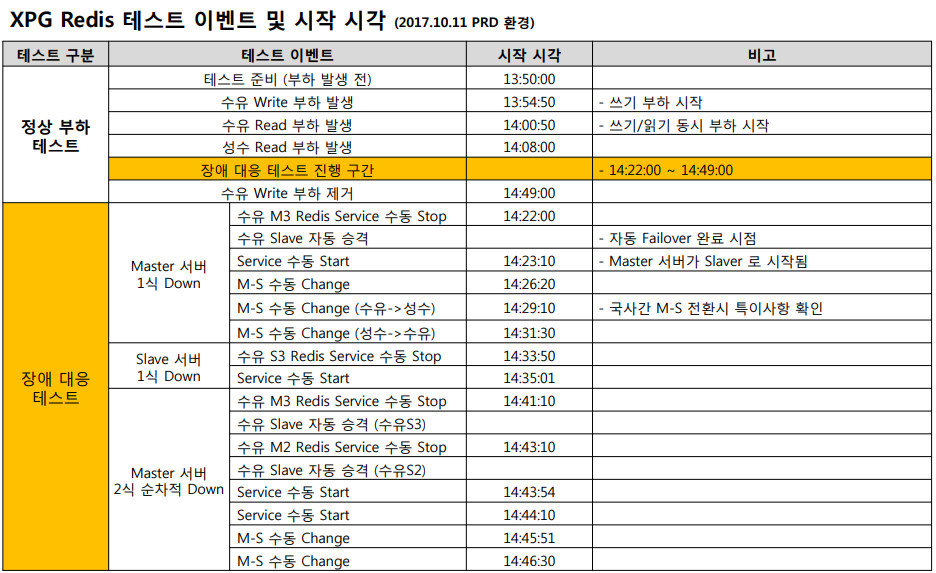 XPG Redis 테스트 이벤트 및 시작 시각 (2017.10.11 PRD 환경)
테스트 구분 테스트 이벤트 시작 시각 비고
정상 부하
테스트
테스트 준비 (부하 발생 전) 13:50:00
수유 Write 부하 발생 13:54:50 - 쓰기 부하 시작
수유 Read 부하 발생 14:00:50 - 쓰기/읽기 동시 부하 시작
성수 Read 부하 발생 14:08:00
장애 대응 테스트 진행 구간 - 14:22:00 ~ 14:49:00
수유 Write 부하 제거 14:49:00
장애 대응
테스트
Master 서버
1식 Down
수유 M3 Redis Service 수동 Stop 14:22:00
수유 Slave 자동 승격 - 자동 Failover 완료 시점
Service 수동 Start 14:23:10 - Master 서버가 Slaver 로 시작됨
M-S 수동 Change 14:26:20
M-S 수동 Change (수유->성수) 14:29:10 - 국사간 M-S 전환시 특이사항 확인
M-S 수동 Change (성수->수유) 14:31:30
Slave 서버
1식 Down
수유 S3 Redis Service 수동 Stop 14:33:50
Service 수동 Start 14:35:01
Master 서버
2식 순차적 Down
수유 M3 Redis Service 수동 Stop 14:41:10
수유 Slave 자동 승격 (수유S3)
수유 M2 Redis Service 수동 Stop 14:43:10
수유 Slave 자동 승격 (수유S2)
Service 수동 Start 14:43:54
Service 수동 Start 14:44:10
M-S 수동 Change 14:45:51
M-S 수동 Change 14:46:30